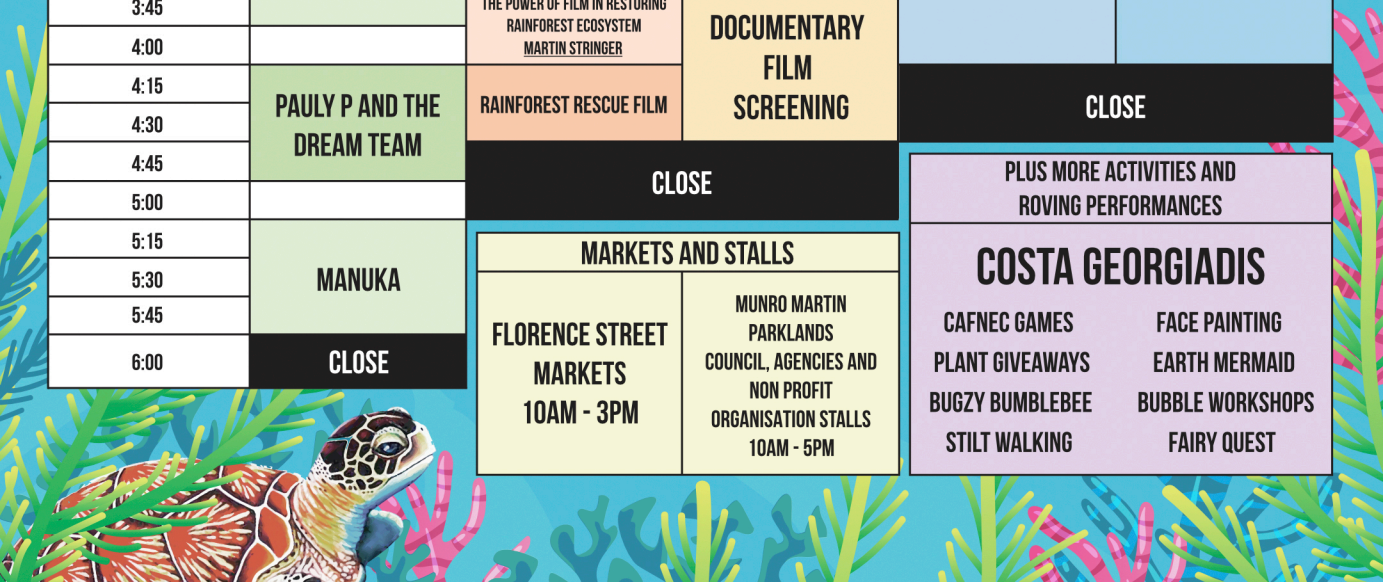 3:45
4:00
4:15
4:30
4:45
5:00
5:15
5:30
5:45
6:00
PAULY P AND THE
DREAM TEAM
MANUKA
CLOSE
THE POWER OF FILM IN RESTORING
RAINFOREST ECOSYSTEM
MARTIN STRINGER
RAINFOREST RESCUE FILM
DOCUMENTARY
FILM
SCREENING
CLOSE
CLOSE
MARKETS AND STALLS
FLORENCE STREET
MARKETS
10AM - 3PM
MUNRO MARTIN
PARKLANDS
COUNCIL, AGENCIES AND
NON PROFIT
ORGANISATION STALLS
10AM - 5PM
PLUS MORE ACTIVITIES AND
ROVING PERFORMANCES
COSTA GEORGIADIS
CAFNEC GAMES
PLANT GIVEAWAYS
BUGZY BUMBLEBEE
STILT WALKING
FACE PAINTING
EARTH MERMAID
BUBBLE WORKSHOPS
FAIRY QUEST